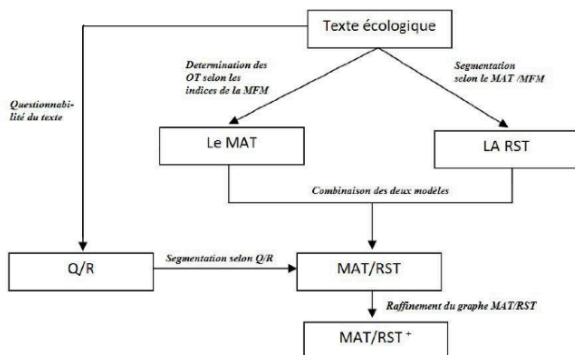 Texte écologique
Determination des
OT selon les
indices de la MFM
Segmentation
selon le MAT /MFM
Questionnabi-
lité du texte
Le MAT
LA RST
Combinaison des deux modèles
Q/R
Segmentation selon Q/R
MAT/RST
Raffinement du graphe MAT/RST
MAT/RST +